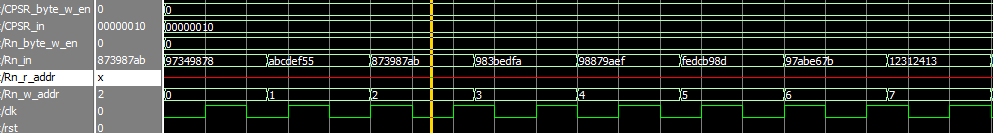 :/CPSR_byte_w_en 0 0
:/CPSR_in 00000010 00000010
:/Rn_byte_w_en 0 0
:/Rn_in 873987ab 97349878 abcdef55 873987ab 983bedfa 98879aef feddb98d 97abe67b 12312413
:/Rn_r_addr x
:/Rn_w_addr 2 0 1 2 3 4 5 6 7
:/clk 0
:/rst 0